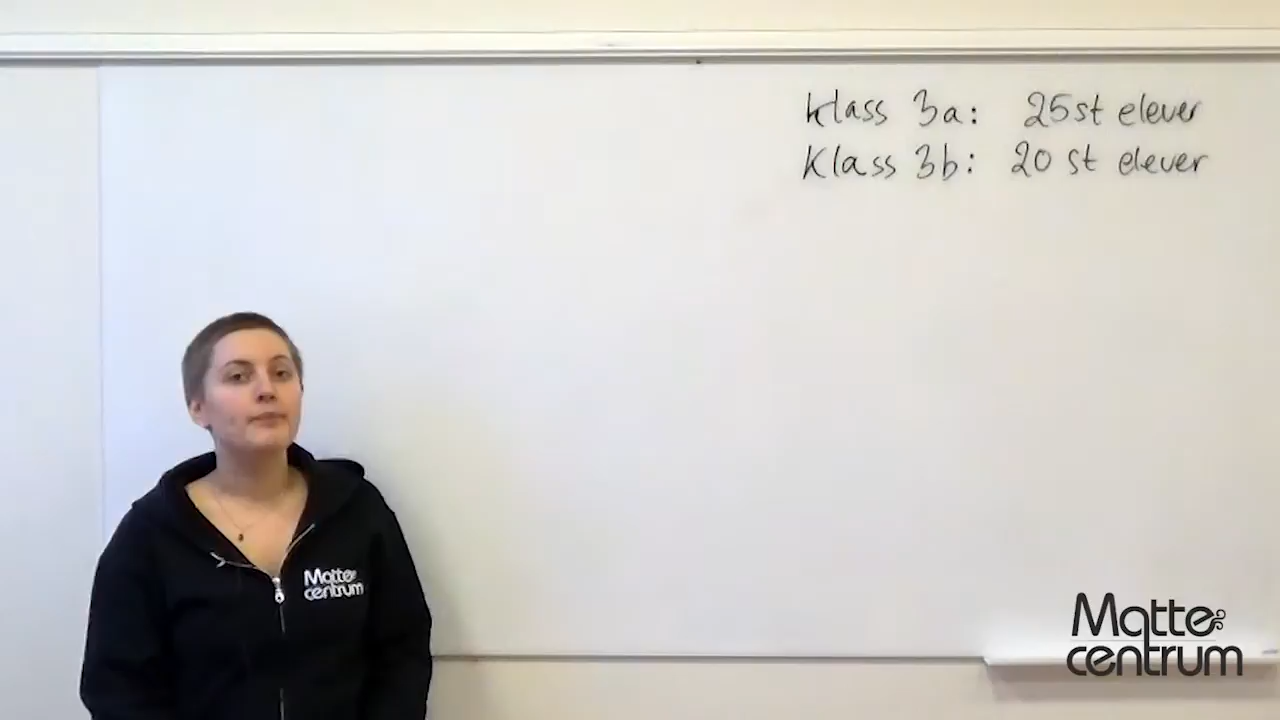 Klass 3a: 25st elever
Klass 3b: 20 st elever
Matte
centrum
Matte
centrum